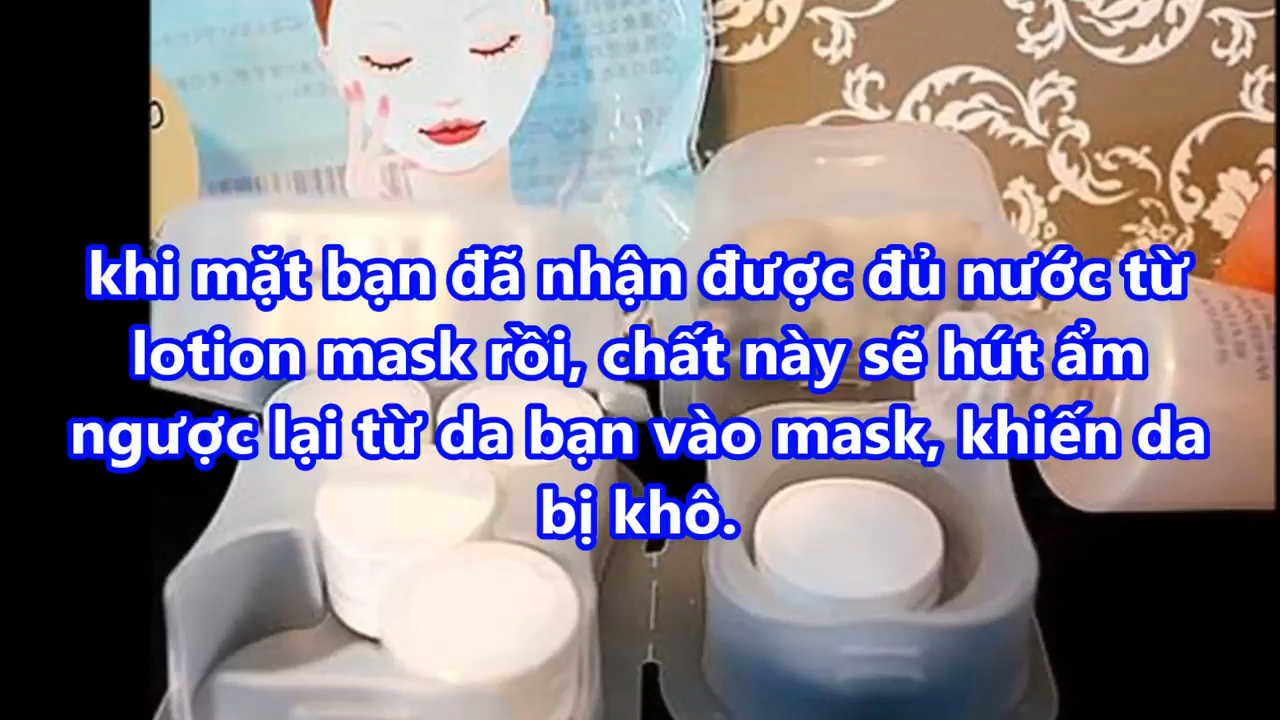 khi mặt bạn đã nhận được đủ nước từ
lotion mask rồi, chất này sẽ hút ẩm
ngược lại từ da bạn vào mask, khiến da
bị khô.